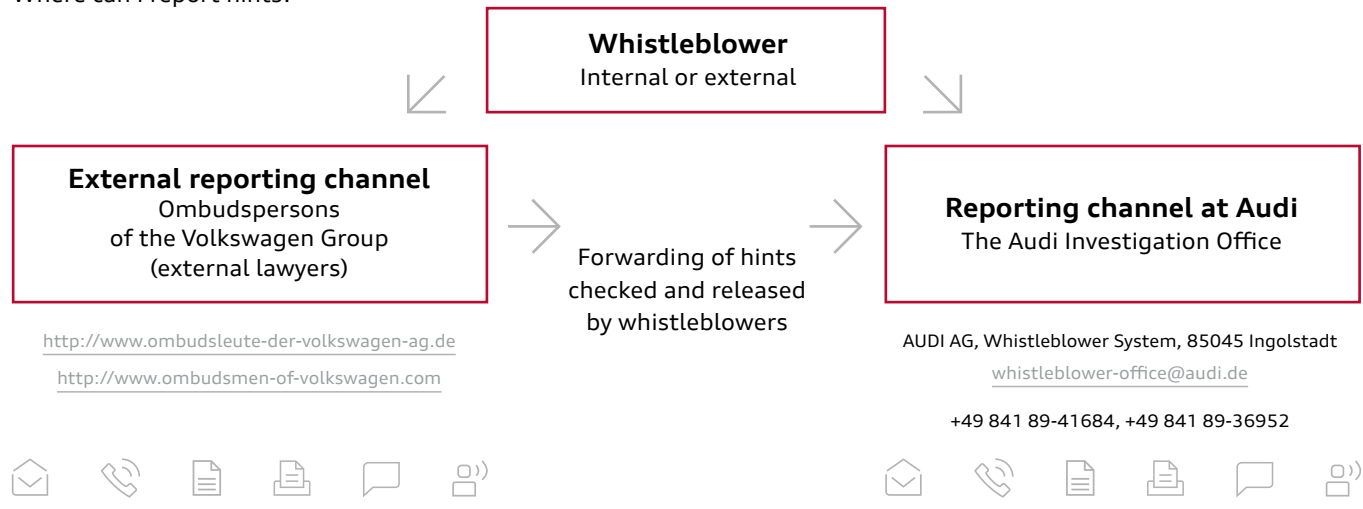 Where can I report hints?
Whistleblower
Internal or external
External reporting channel
Ombudspersons
of the Volkswagen Group
(external lawyers)
Forwarding of hints
checked and released
by whistleblowers
Reporting channel at Audi
The Audi Investigation Office
http://www.ombudsleute-der-volkswagen-ag.de
http://www.ombudsmen-of-volkswagen.com
AUDI AG, Whistleblower System, 85045 Ingolstadt
whistleblower-office@audi.de
+49 841 89-41684, +49 841 89-36952